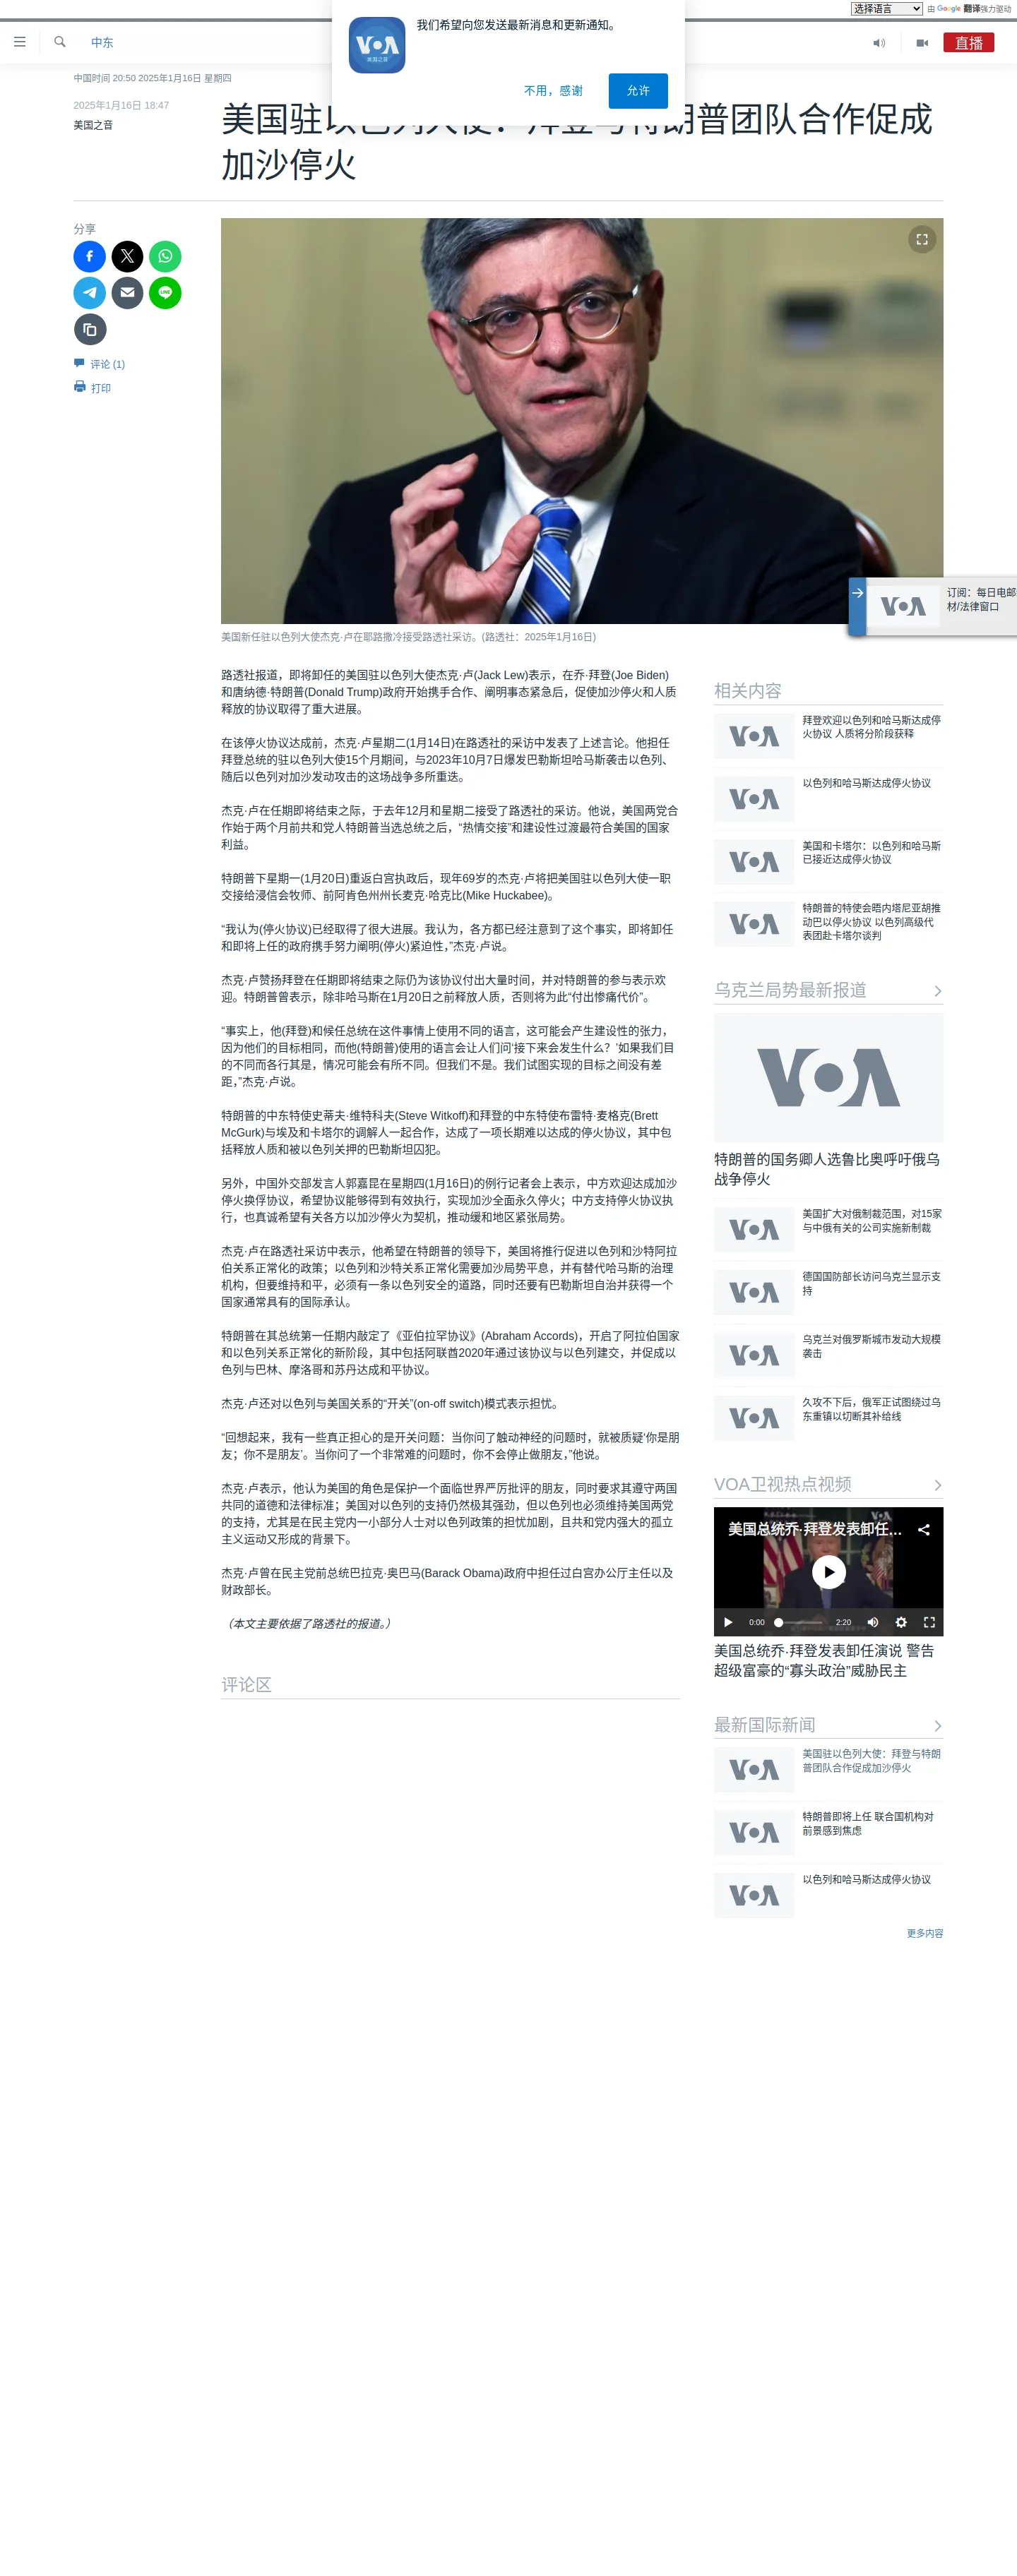 选择语言
由 Google 翻译强力驱动
我们希望向您发送最新消息和更新通知。
VOA
美国之音
不用，感谢
允许
中东
直播
中国时间 20:50 2025年1月16日 星期四
2025年1月16日 18:47
美国之音
美国驻以色列大使：拜登与特朗普团队合作促成
加沙停火
分享
LINE
评论 (1)
打印
美国新任驻以色列大使杰克·卢在耶路撒冷接受路透社采访。(路透社：2025年1月16日)
VOA
订阅：每日电邮
材/法律窗口
路透社报道，即将卸任的美国驻以色列大使杰克·卢(Jack Lew)表示，在乔·拜登(Joe Biden)
和唐纳德·特朗普(Donald Trump)政府开始携手合作、阐明事态紧急后，促使加沙停火和人质
释放的协议取得了重大进展。
在该停火协议达成前，杰克·卢星期二(1月14日)在路透社的采访中发表了上述言论。他担任
拜登总统的驻以色列大使15个月期间，与2023年10月7日爆发巴勒斯坦哈马斯袭击以色列、
随后以色列对加沙发动攻击的这场战争多所重迭。
杰克·卢在任期即将结束之际，于去年12月和星期二接受了路透社的采访。他说，美国两党合
作始于两个月前共和党人特朗普当选总统之后，“热情交接”和建设性过渡最符合美国的国家
利益。
特朗普下星期一(1月20日)重返白宫执政后，现年69岁的杰克·卢将把美国驻以色列大使一职
交接给浸信会牧师、前阿肯色州州长麦克·哈克比(Mike Huckabee)。
“我认为(停火协议)已经取得了很大进展。我认为，各方都已经注意到了这个事实，即将卸任
和即将上任的政府携手努力阐明(停火)紧迫性，”杰克·卢说。
杰克·卢赞扬拜登在任期即将结束之际仍为该协议付出大量时间，并对特朗普的参与表示欢
迎。特朗普曾表示，除非哈马斯在1月20日之前释放人质，否则将为此“付出惨痛代价”。
“事实上，他(拜登)和候任总统在这件事情上使用不同的语言，这可能会产生建设性的张力，
因为他们的目标相同，而他(特朗普)使用的语言会让人们问‘接下来会发生什么？’如果我们目
的不同而各行其是，情况可能会有所不同。但我们不是。我们试图实现的目标之间没有差
距，”杰克·卢说。
特朗普的中东特使史蒂夫·维特科夫(Steve Witkoff)和拜登的中东特使布雷特·麦格克(Brett
McGurk)与埃及和卡塔尔的调解人一起合作，达成了一项长期难以达成的停火协议，其中包
括释放人质和被以色列关押的巴勒斯坦囚犯。
另外，中国外交部发言人郭嘉昆在星期四(1月16日)的例行记者会上表示，中方欢迎达成加沙
停火换俘协议，希望协议能够得到有效执行，实现加沙全面永久停火；中方支持停火协议执
行，也真诚希望有关各方以加沙停火为契机，推动缓和地区紧张局势。
杰克·卢在路透社采访中表示，他希望在特朗普的领导下，美国将推行促进以色列和沙特阿拉
伯关系正常化的政策；以色列和沙特关系正常化需要加沙局势平息，并有替代哈马斯的治理
机构，但要维持和平，必须有一条以色列安全的道路，同时还要有巴勒斯坦自治并获得一个
国家通常具有的国际承认。
特朗普在其总统第一任期内敲定了《亚伯拉罕协议》(Abraham Accords)，开启了阿拉伯国家
和以色列关系正常化的新阶段，其中包括阿联酋2020年通过该协议与以色列建交，并促成以
色列与巴林、摩洛哥和苏丹达成和平协议。
杰克·卢还对以色列与美国关系的“开关”(on-off switch)模式表示担忧。
“回想起来，我有一些真正担心的是开关问题：当你问了触动神经的问题时，就被质疑‘你是朋
友；你不是朋友’。当你问了一个非常难的问题时，你不会停止做朋友，”他说。
杰克·卢表示，他认为美国的角色是保护一个面临世界严厉批评的朋友，同时要求其遵守两国
共同的道德和法律标准；美国对以色列的支持仍然极其强劲，但以色列也必须维持美国两党
的支持，尤其是在民主党内一小部分人士对以色列政策的担忧加剧，且共和党内强大的孤立
主义运动又形成的背景下。
杰克·卢曾在民主党前总统巴拉克·奥巴马(Barack Obama)政府中担任过白宫办公厅主任以及
财政部长。
（本文主要依据了路透社的报道。）
评论区
相关内容
VOA
拜登欢迎以色列和哈马斯达成停
火协议 人质将分阶段获释
VOA
以色列和哈马斯达成停火协议
VOA
美国和卡塔尔：以色列和哈马斯
已接近达成停火协议
VOA
特朗普的特使会晤内塔尼亚胡推
动巴以停火协议 以色列高级代
表团赴卡塔尔谈判
乌克兰局势最新报道
VOA
特朗普的国务卿人选鲁比奥呼吁俄乌
战争停火
VOA
美国扩大对俄制裁范围，对15家
与中俄有关的公司实施新制裁
VOA
德国国防部长访问乌克兰显示支
持
VOA
乌克兰对俄罗斯城市发动大规模
袭击
VOA
久攻不下后，俄军正试图绕过乌
东重镇以切断其补给线
VOA卫视热点视频
VOA
美国总统乔·拜登发表卸任...
0:00
2:20
美国总统乔·拜登发表卸任演说 警告
超级富豪的“寡头政治”威胁民主
最新国际新闻
VOA
美国驻以色列大使：拜登与特朗
普团队合作促成加沙停火
VOA
特朗普即将上任 联合国机构对
前景感到焦虑
VOA
以色列和哈马斯达成停火协议
更多内容